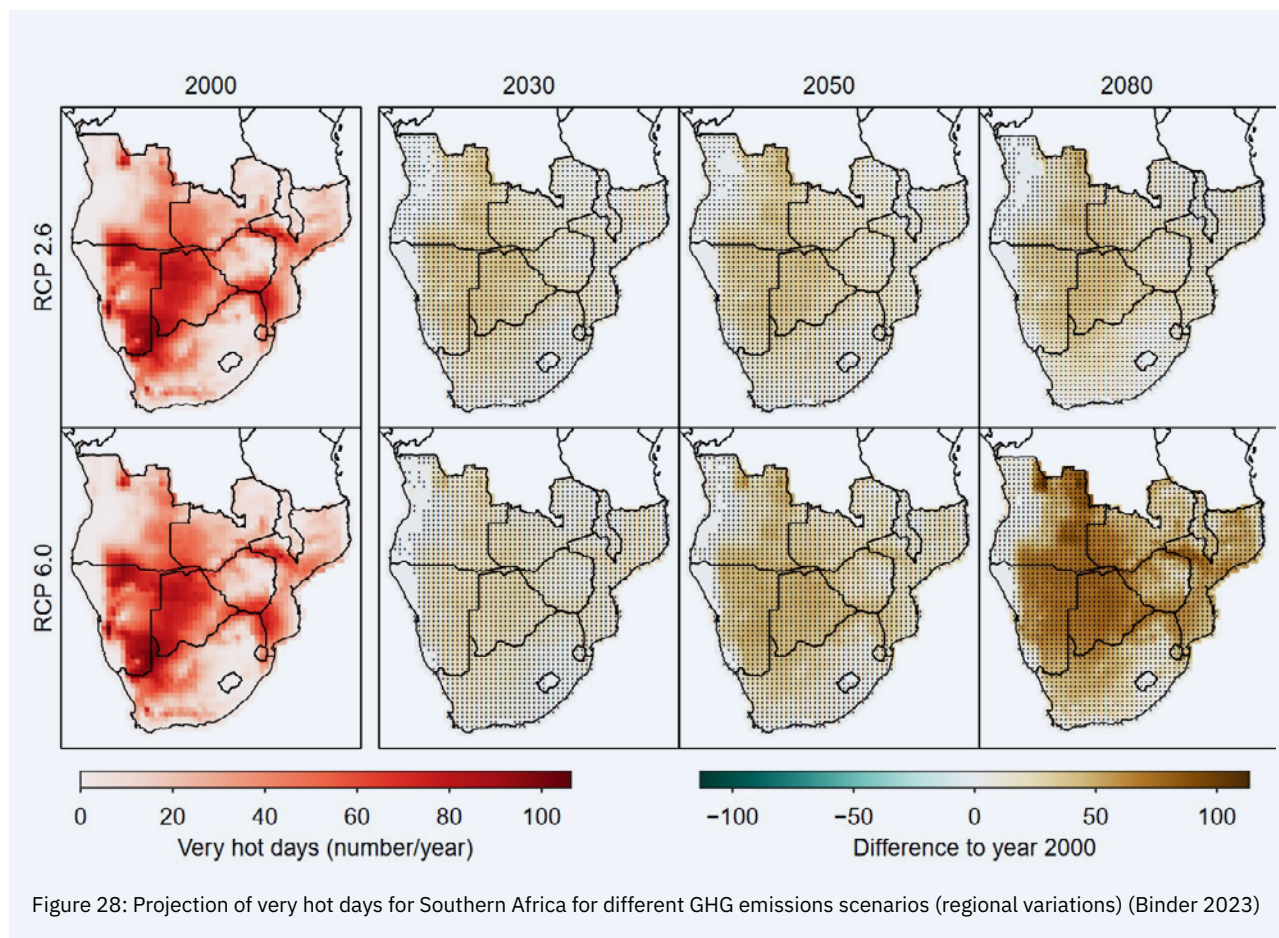 2000 2030 2050 2080
RCP 2.6
RCP 6.0
0 20 40 60 80 100
Very hot days (number/year)
−100 −50 0 50 100
Difference to year 2000
Figure 28: Projection of very hot days for Southern Africa for different GHG emissions scenarios (regional variations) (Binder 2023)